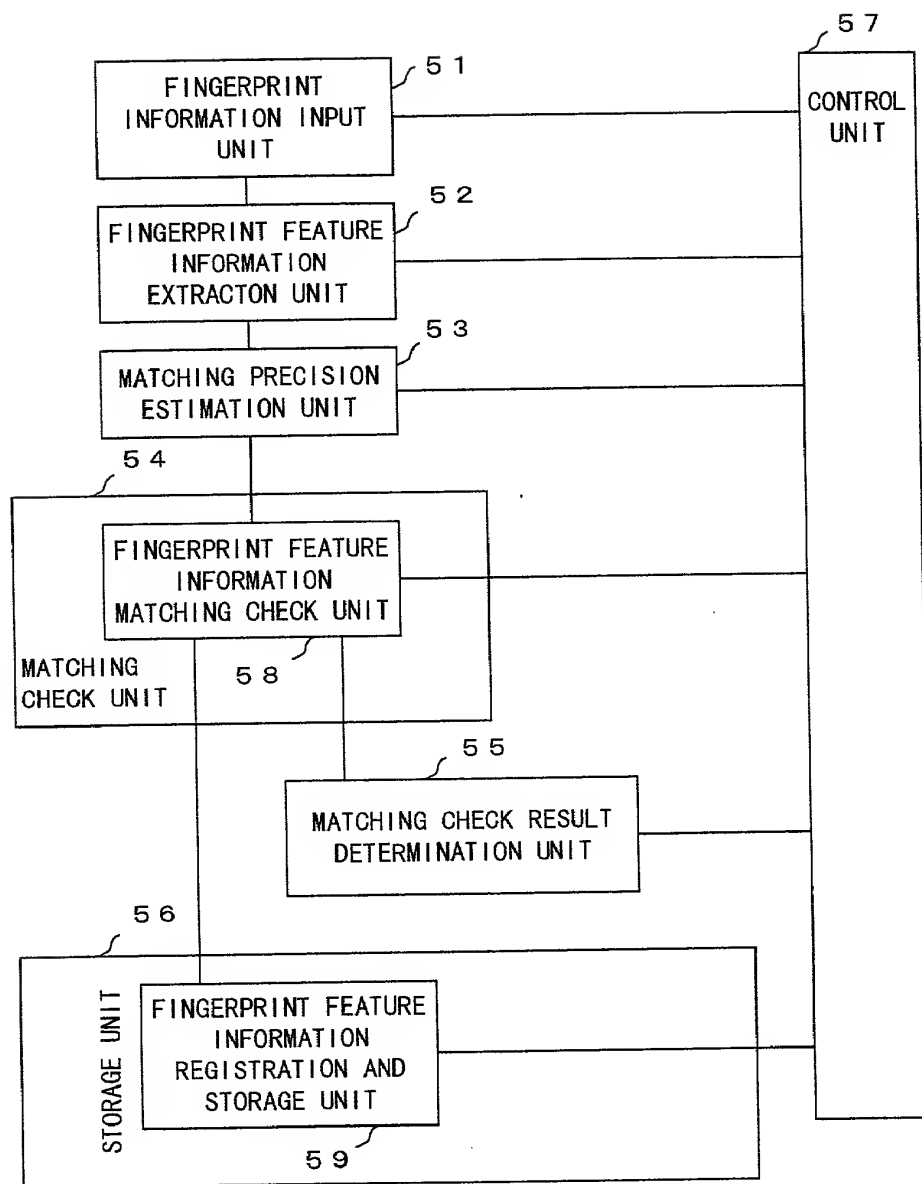 57
51
FINGERPRINT
INFORMATION INPUT
UNIT
CONTROL
UNIT
52
FINGERPRINT FEATURE
INFORMATION
EXTRACTON UNIT
53
MATCHING PRECISION
ESTIMATION UNIT
54
FINGERPRINT FEATURE
INFORMATION
MATCHING CHECK UNIT
58
MATCHING
CHECK UNIT
55
MATCHING CHECK RESULT
DETERMINATION UNIT
56
STORAGE UNIT
FINGERPRINT FEATURE
INFORMATION
REGISTRATION AND
STORAGE UNIT
59